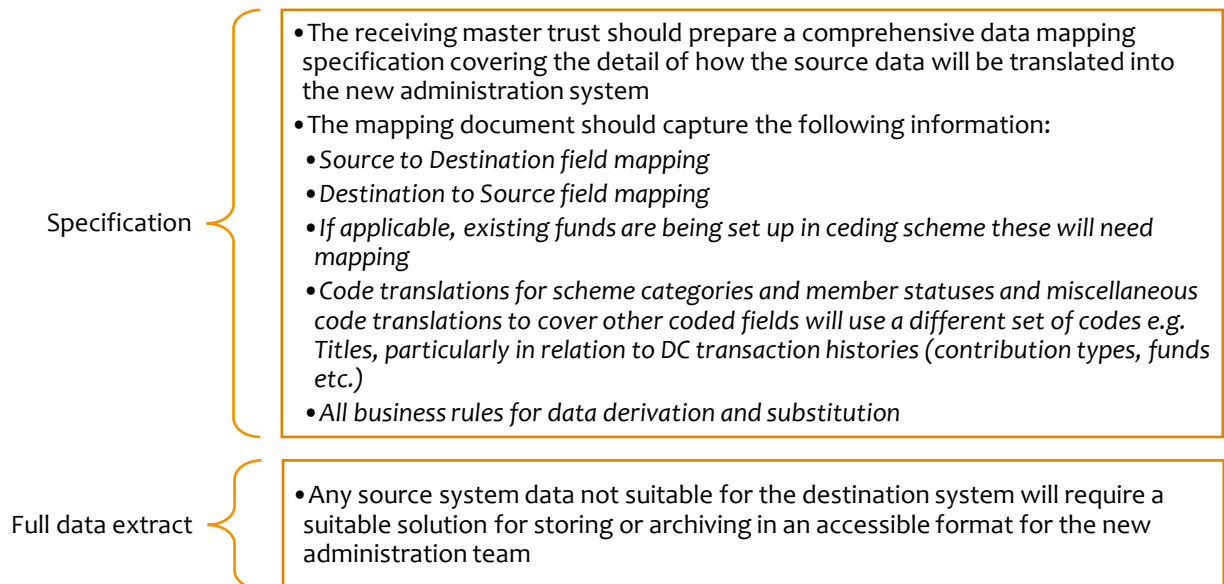 Specification
•The receiving master trust should prepare a comprehensive data mapping
specification covering the detail of how the source data will be translated into
the new administration system
•The mapping document should capture the following information:
•Source to Destination field mapping
•Destination to Source field mapping
•If applicable, existing funds are being set up in ceding scheme these will need
mapping
•Code translations for scheme categories and member statuses and miscellaneous
code translations to cover other coded fields will use a different set of codes e.g.
Titles, particularly in relation to DC transaction histories (contribution types, funds
etc.)
•All business rules for data derivation and substitution
Full data extract
•Any source system data not suitable for the destination system will require a
suitable solution for storing or archiving in an accessible format for the new
administration team